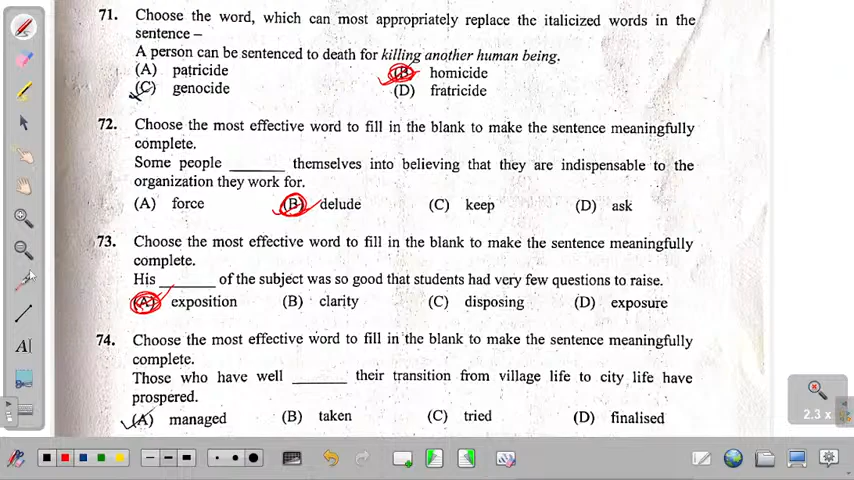 71. Choose the word, which can most appropriately replace the italicized words in the
sentence –
A person can be sentenced to death for killing another human being.
(A) patricide (B) homicide
(C) genocide (D) fratricide
72. Choose the most effective word to fill in the blank to make the sentence meaningfully
complete.
Some people ______ themselves into believing that they are indispensable to the
organization they work for.
(A) force (B) delude (C) keep (D) ask
73. Choose the most effective word to fill in the blank to make the sentence meaningfully
complete.
His ______ of the subject was so good that students had very few questions to raise.
(A) exposition (B) clarity (C) disposing (D) exposure
74. Choose the most effective word to fill in the blank to make the sentence meaningfully
complete.
Those who have well ______ their transition from village life to city life have
prospered.
(A) managed (B) taken (C) tried (D) finalised
A
2.3 x